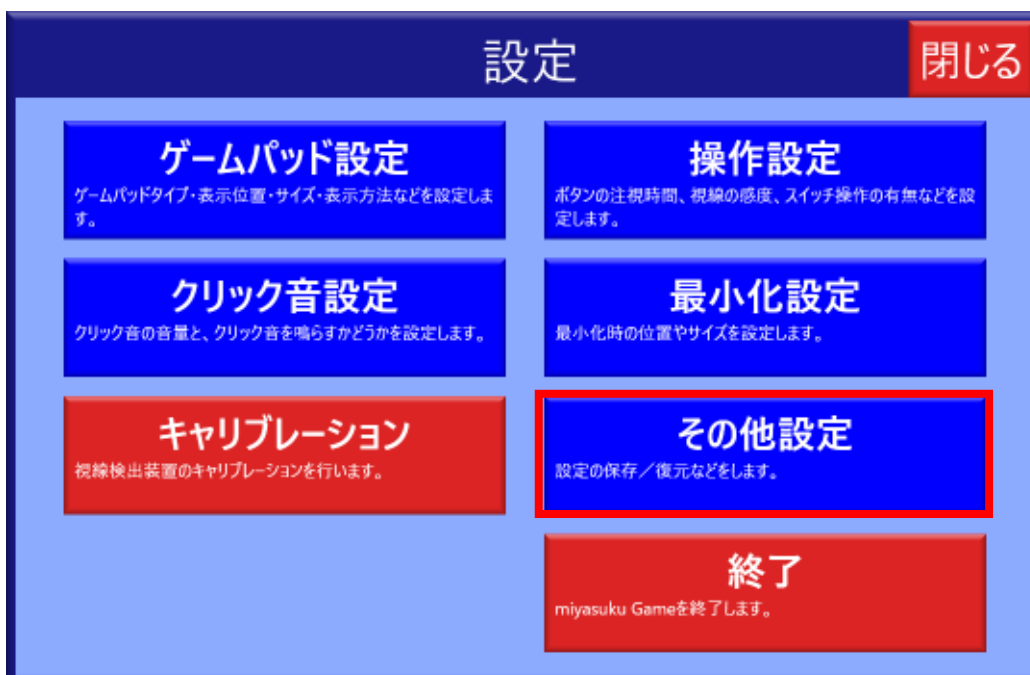 設定
閉じる
ゲームパッド設定
ゲームパッドタイプ・表示位置・サイズ・表示方法などを設定しま
す。
操作設定
ボタンの注視時間、視線の感度、スイッチ操作の有無などを設
定します。
クリック音設定
クリック音の音量と、クリック音を鳴らすかどうかを設定します。
最小化設定
最小化時の位置やサイズを設定します。
キャリブレーション
視線検出装置のキャリブレーションを行います。
その他設定
設定の保存／復元などをします。
終了
miyasuku Gameを終了します。